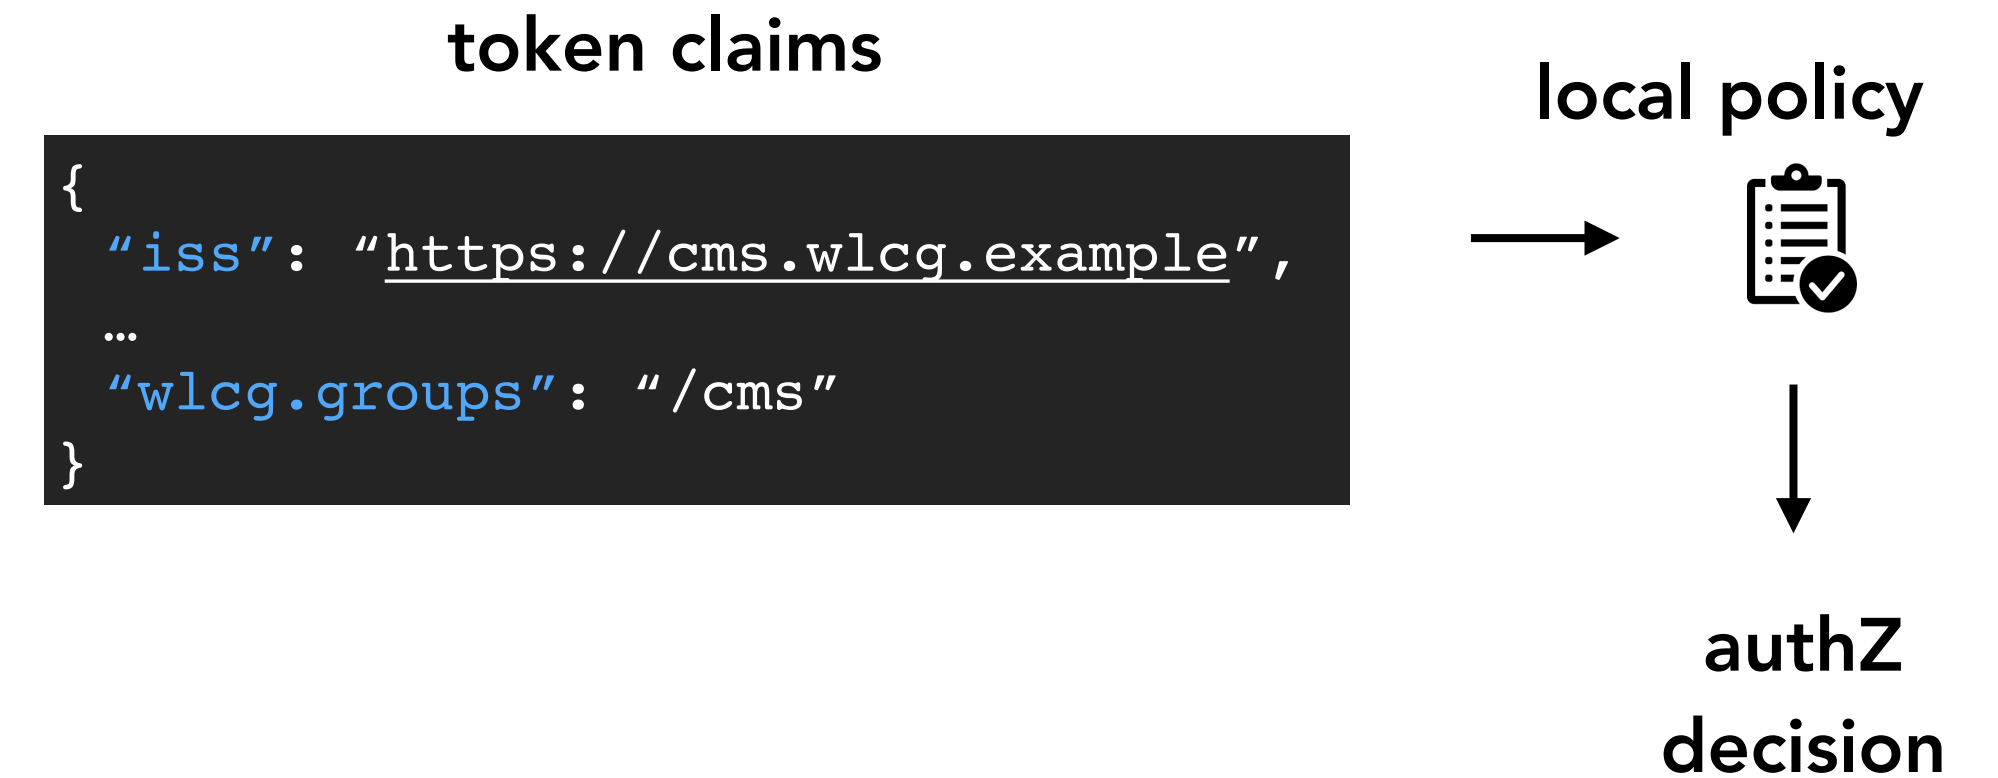 token claims
{
“iss”: “https://cms.wlcg.example”,
…
“wlcg.groups”: “/cms”
}
local policy
authZ
decision